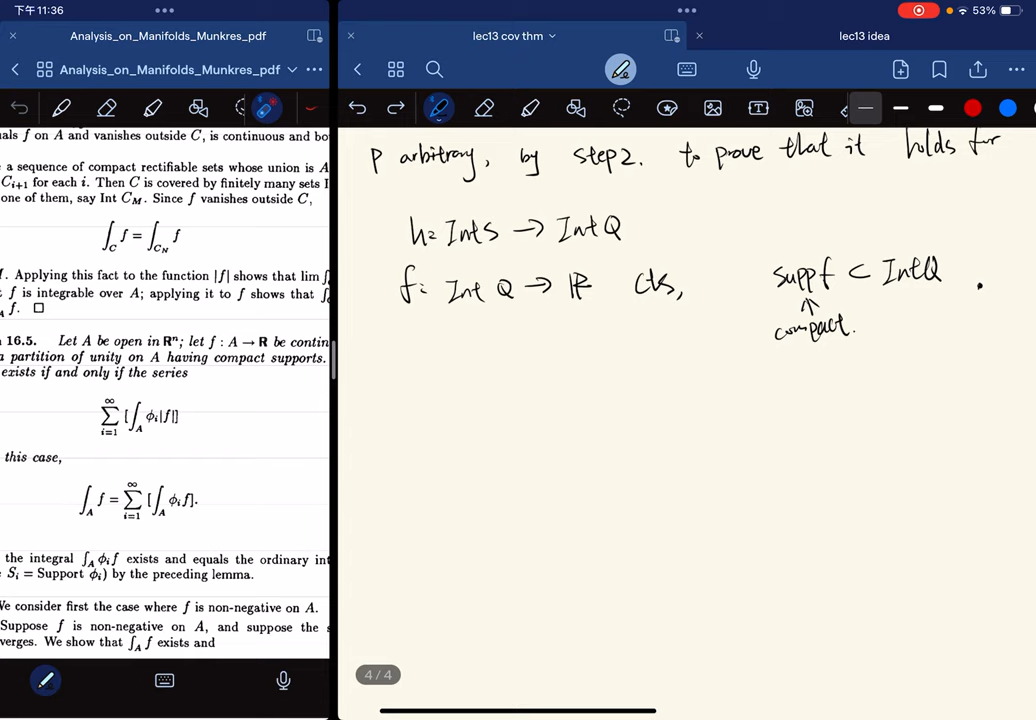 下午11:36
53%
Analysis_on_Manifolds_Munkres_pdf
Analysis_on_Manifolds_Munkres_pdf
lec13 cov thm
lec13 idea
als f on A and vanishes outside C, is continuous and bo
a sequence of compact rectifiable sets whose union is A
C_{i+1} for each i. Then C is covered by finitely many sets I
one of them, say Int C_M. Since f vanishes outside C,
∫_C f = ∫_{C_N} f
. Applying this fact to the function |f| shows that lim ∫
f is integrable over A; applying it to f shows that ∫
_A f. □
16.5. Let A be open in R^n; let f : A → R be contin
a partition of unity on A having compact supports.
exists if and only if the series
∑_{i=1}^∞ [∫_A φ_i|f|]
this case,
∫_A f = ∑_{i=1}^∞ [∫_A φ_i f].
the integral ∫_A φ_i f exists and equals the ordinary int
S_i = Support φ_i) by the preceding lemma.
We consider first the case where f is non-negative on A.
Suppose f is non-negative on A, and suppose the s
verges. We show that ∫_A f exists and
p arbitrary, by step2. to prove that it holds for
h: Int S → Int Q
f: Int Q → ℝ cts, supp f ⊂ Int Q .
↑
compact.
4/4